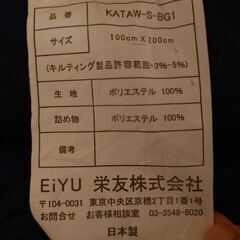 品番 KATAW-S-BG1
サイズ 100cm×200cm
(キルティング製品許容範囲+3%-5%)
生地 ポリエステル 100%
詰め物 ポリエステル 100%
備考
EiYU 栄友株式会社
〒104-0031 東京中央区京橋2丁目1番1号
お問合せ お客様相談室 03-3548-8020
日本製